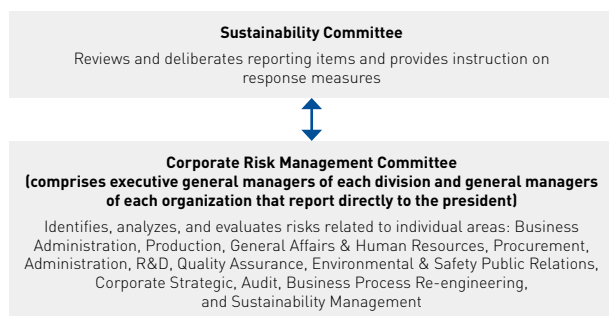 Sustainability Committee
Reviews and deliberates reporting items and provides instruction on
response measures
Corporate Risk Management Committee
(comprises executive general managers of each division and general managers
of each organization that report directly to the president)
Identifies, analyzes, and evaluates risks related to individual areas: Business
Administration, Production, General Affairs & Human Resources, Procurement,
Administration, R&D, Quality Assurance, Environmental & Safety Public Relations,
Corporate Strategic, Audit, Business Process Re-engineering,
and Sustainability Management